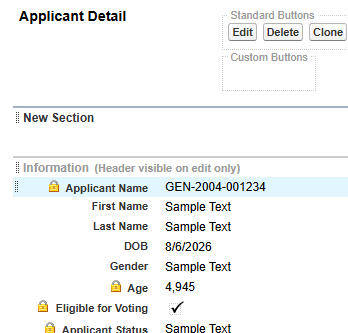 Applicant Detail
Standard Buttons
Edit Delete Clone
Custom Buttons
New Section
Information (Header visible on edit only)
Applicant Name GEN-2004-001234
First Name Sample Text
Last Name Sample Text
DOB 8/6/2026
Gender Sample Text
Age 4,945
Eligible for Voting
Applicant Status Sample Text